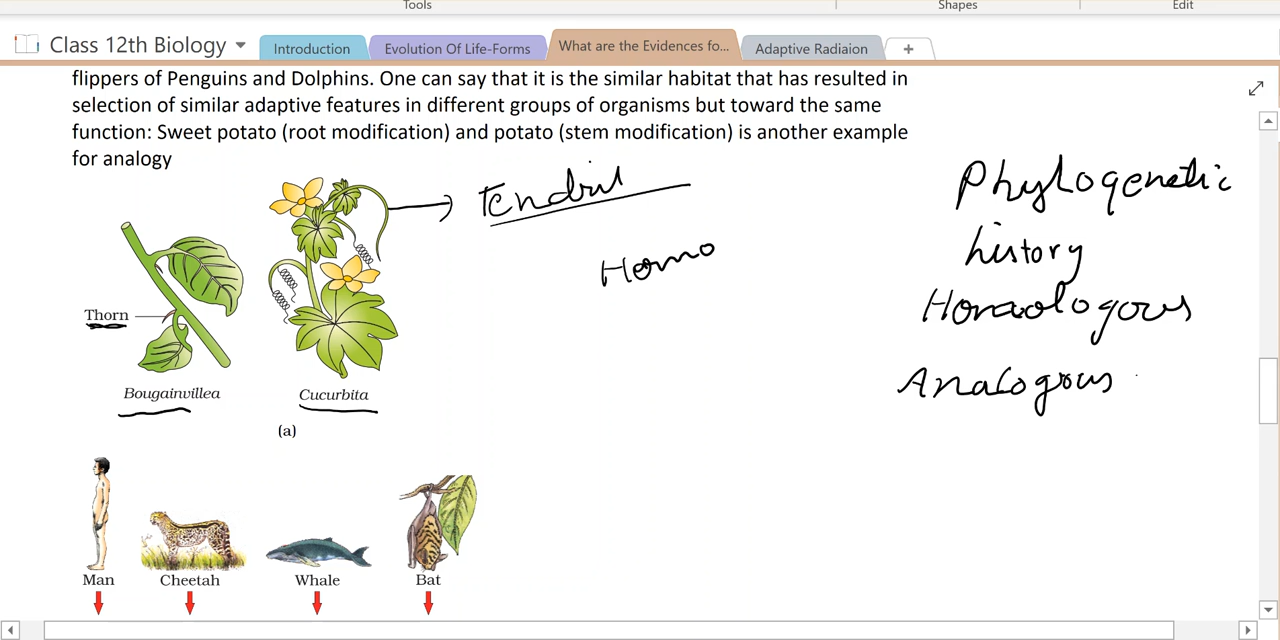 Tools Shapes Edit
Class 12th Biology Introduction Evolution Of Life-Forms What are the Evidences fo... Adaptive Radiaion +
flippers of Penguins and Dolphins. One can say that it is the similar habitat that has resulted in
selection of similar adaptive features in different groups of organisms but toward the same
function: Sweet potato (root modification) and potato (stem modification) is another example
for analogy
Tendril
Homo
Phylogenetic
history
Homologous
Analogous
Thorn
Bougainvillea Cucurbita
(a)
Man Cheetah Whale Bat